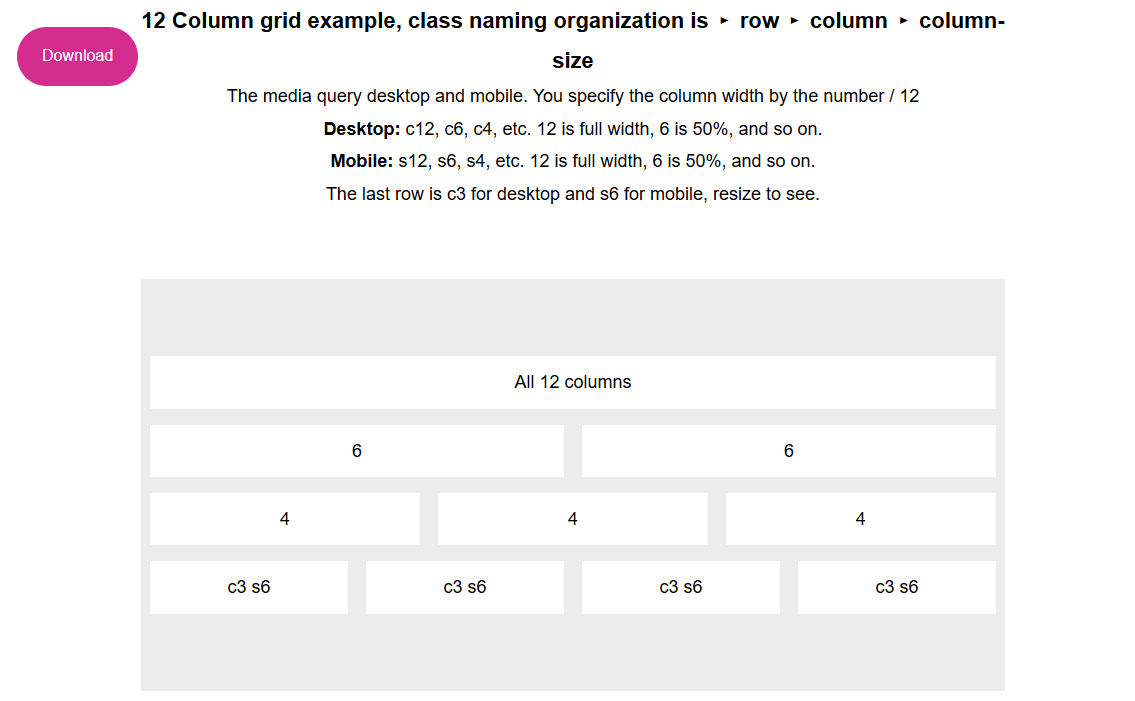 12 Column grid example, class naming organization is ‣ row ‣ column ‣ column-
size
Download
The media query desktop and mobile. You specify the column width by the number / 12
Desktop: c12, c6, c4, etc. 12 is full width, 6 is 50%, and so on.
Mobile: s12, s6, s4, etc. 12 is full width, 6 is 50%, and so on.
The last row is c3 for desktop and s6 for mobile, resize to see.
All 12 columns
6 6
4 4 4
c3 s6 c3 s6 c3 s6 c3 s6